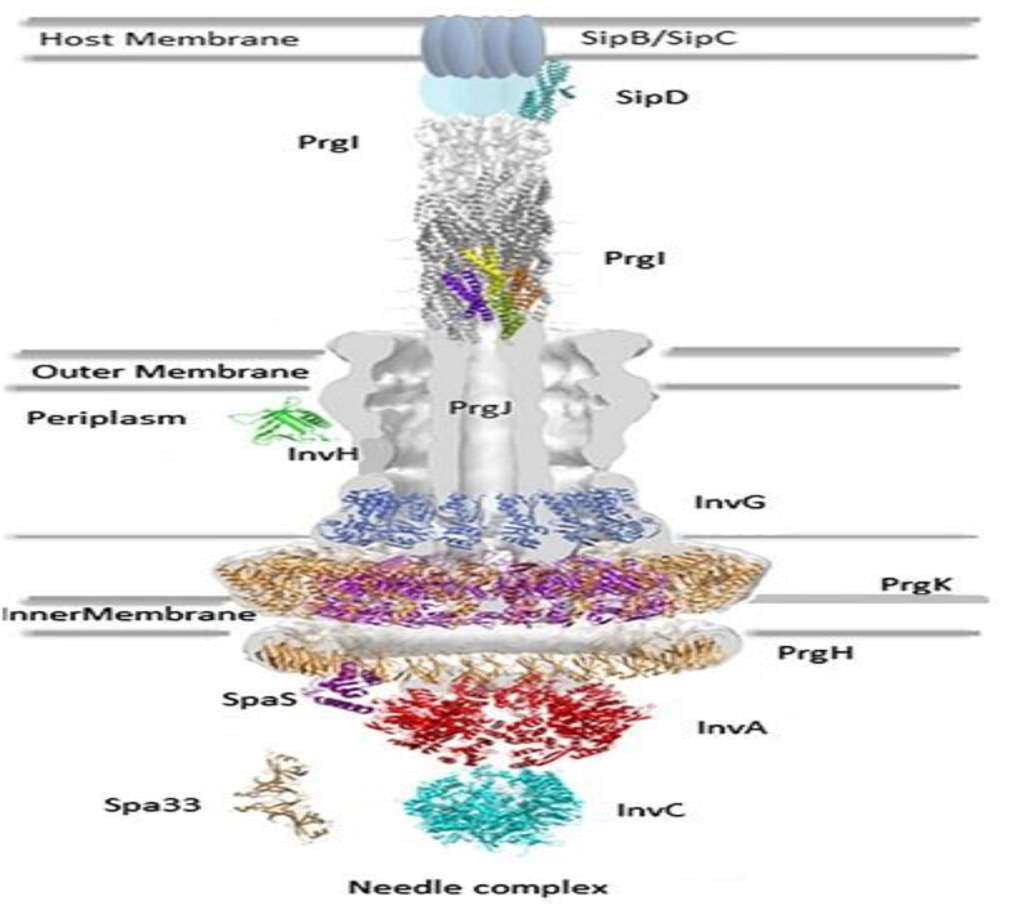 Host Membrane
SipB/SipC
SipD
PrgI
PrgI
Outer Membrane
Periplasm
PrgJ
InvH
InvG
PrgK
InnerMembrane
PrgH
SpaS
InvA
Spa33
InvC
Needle complex